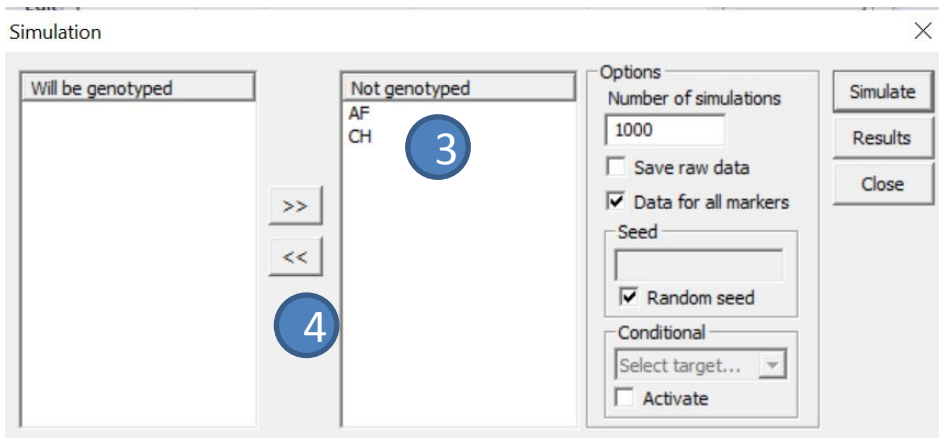 Simulation
Will be genotyped
>>
<<
4
Not genotyped
AF
CH
3
Options
Number of simulations
1000
Save raw data
Data for all markers
Seed
Random seed
Conditional
Select target...
Activate
Simulate
Results
Close